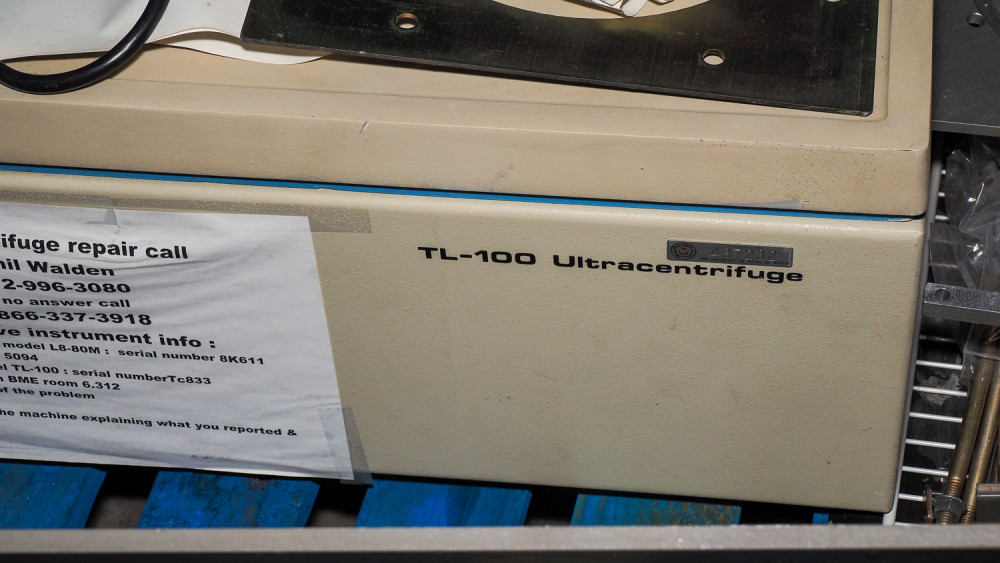 ifuge repair call
hil Walden
2-996-3080
no answer call
866-337-3918
ve instrument info :
model L8-80M : serial number 8K611
5094
el TL-100 : serial numberTc833
n BME room 6.312
of the problem
he machine explaining what you reported &
TL-100 Ultracentrifuge